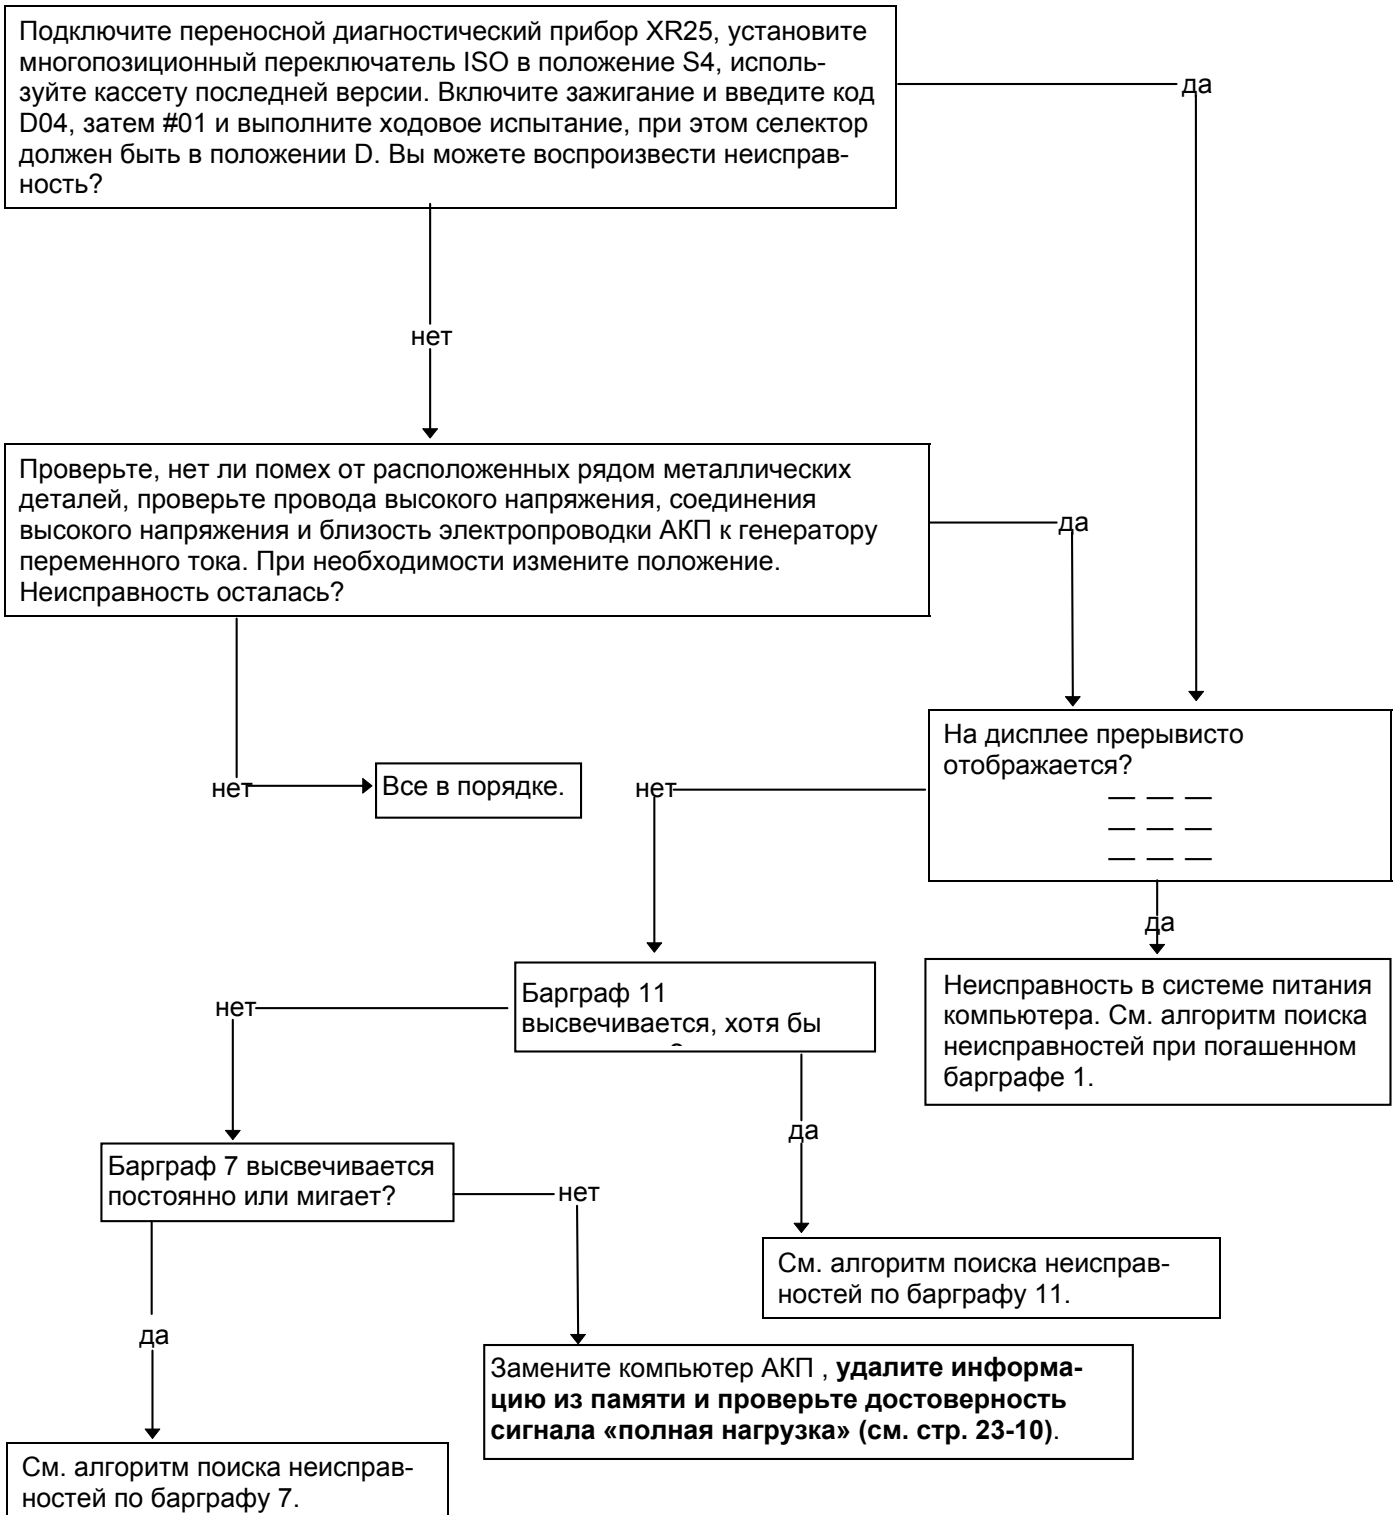 Подключите переносной диагностический прибор XR25, установите
многопозиционный переключатель ISO в положение S4, исполь-
зуйте кассету последней версии. Включите зажигание и введите код
D04, затем #01 и выполните ходовое испытание, при этом селектор
должен быть в положении D. Вы можете воспроизвести неисправ-
ность?
да
нет
Проверьте, нет ли помех от расположенных рядом металлических
деталей, проверьте провода высокого напряжения, соединения
высокого напряжения и близость электропроводки АКП к генератору
переменного тока. При необходимости измените положение.
Неисправность осталась?
да
На дисплее прерывисто
отображается?
— — —
— — —
— — —
нет
Все в порядке.
нет
да
Барграф 11
высвечивается, хотя бы
Неисправность в системе питания
компьютера. См. алгоритм поиска
неисправностей при погашенном
барграфе 1.
нет
да
Барграф 7 высвечивается
постоянно или мигает?
нет
См. алгоритм поиска неисправ-
ностей по барграфу 11.
да
Замените компьютер АКП , удалите информа-
цию из памяти и проверьте достоверность
сигнала «полная нагрузка» (см. стр. 23-10).
См. алгоритм поиска неисправ-
ностей по барграфу 7.